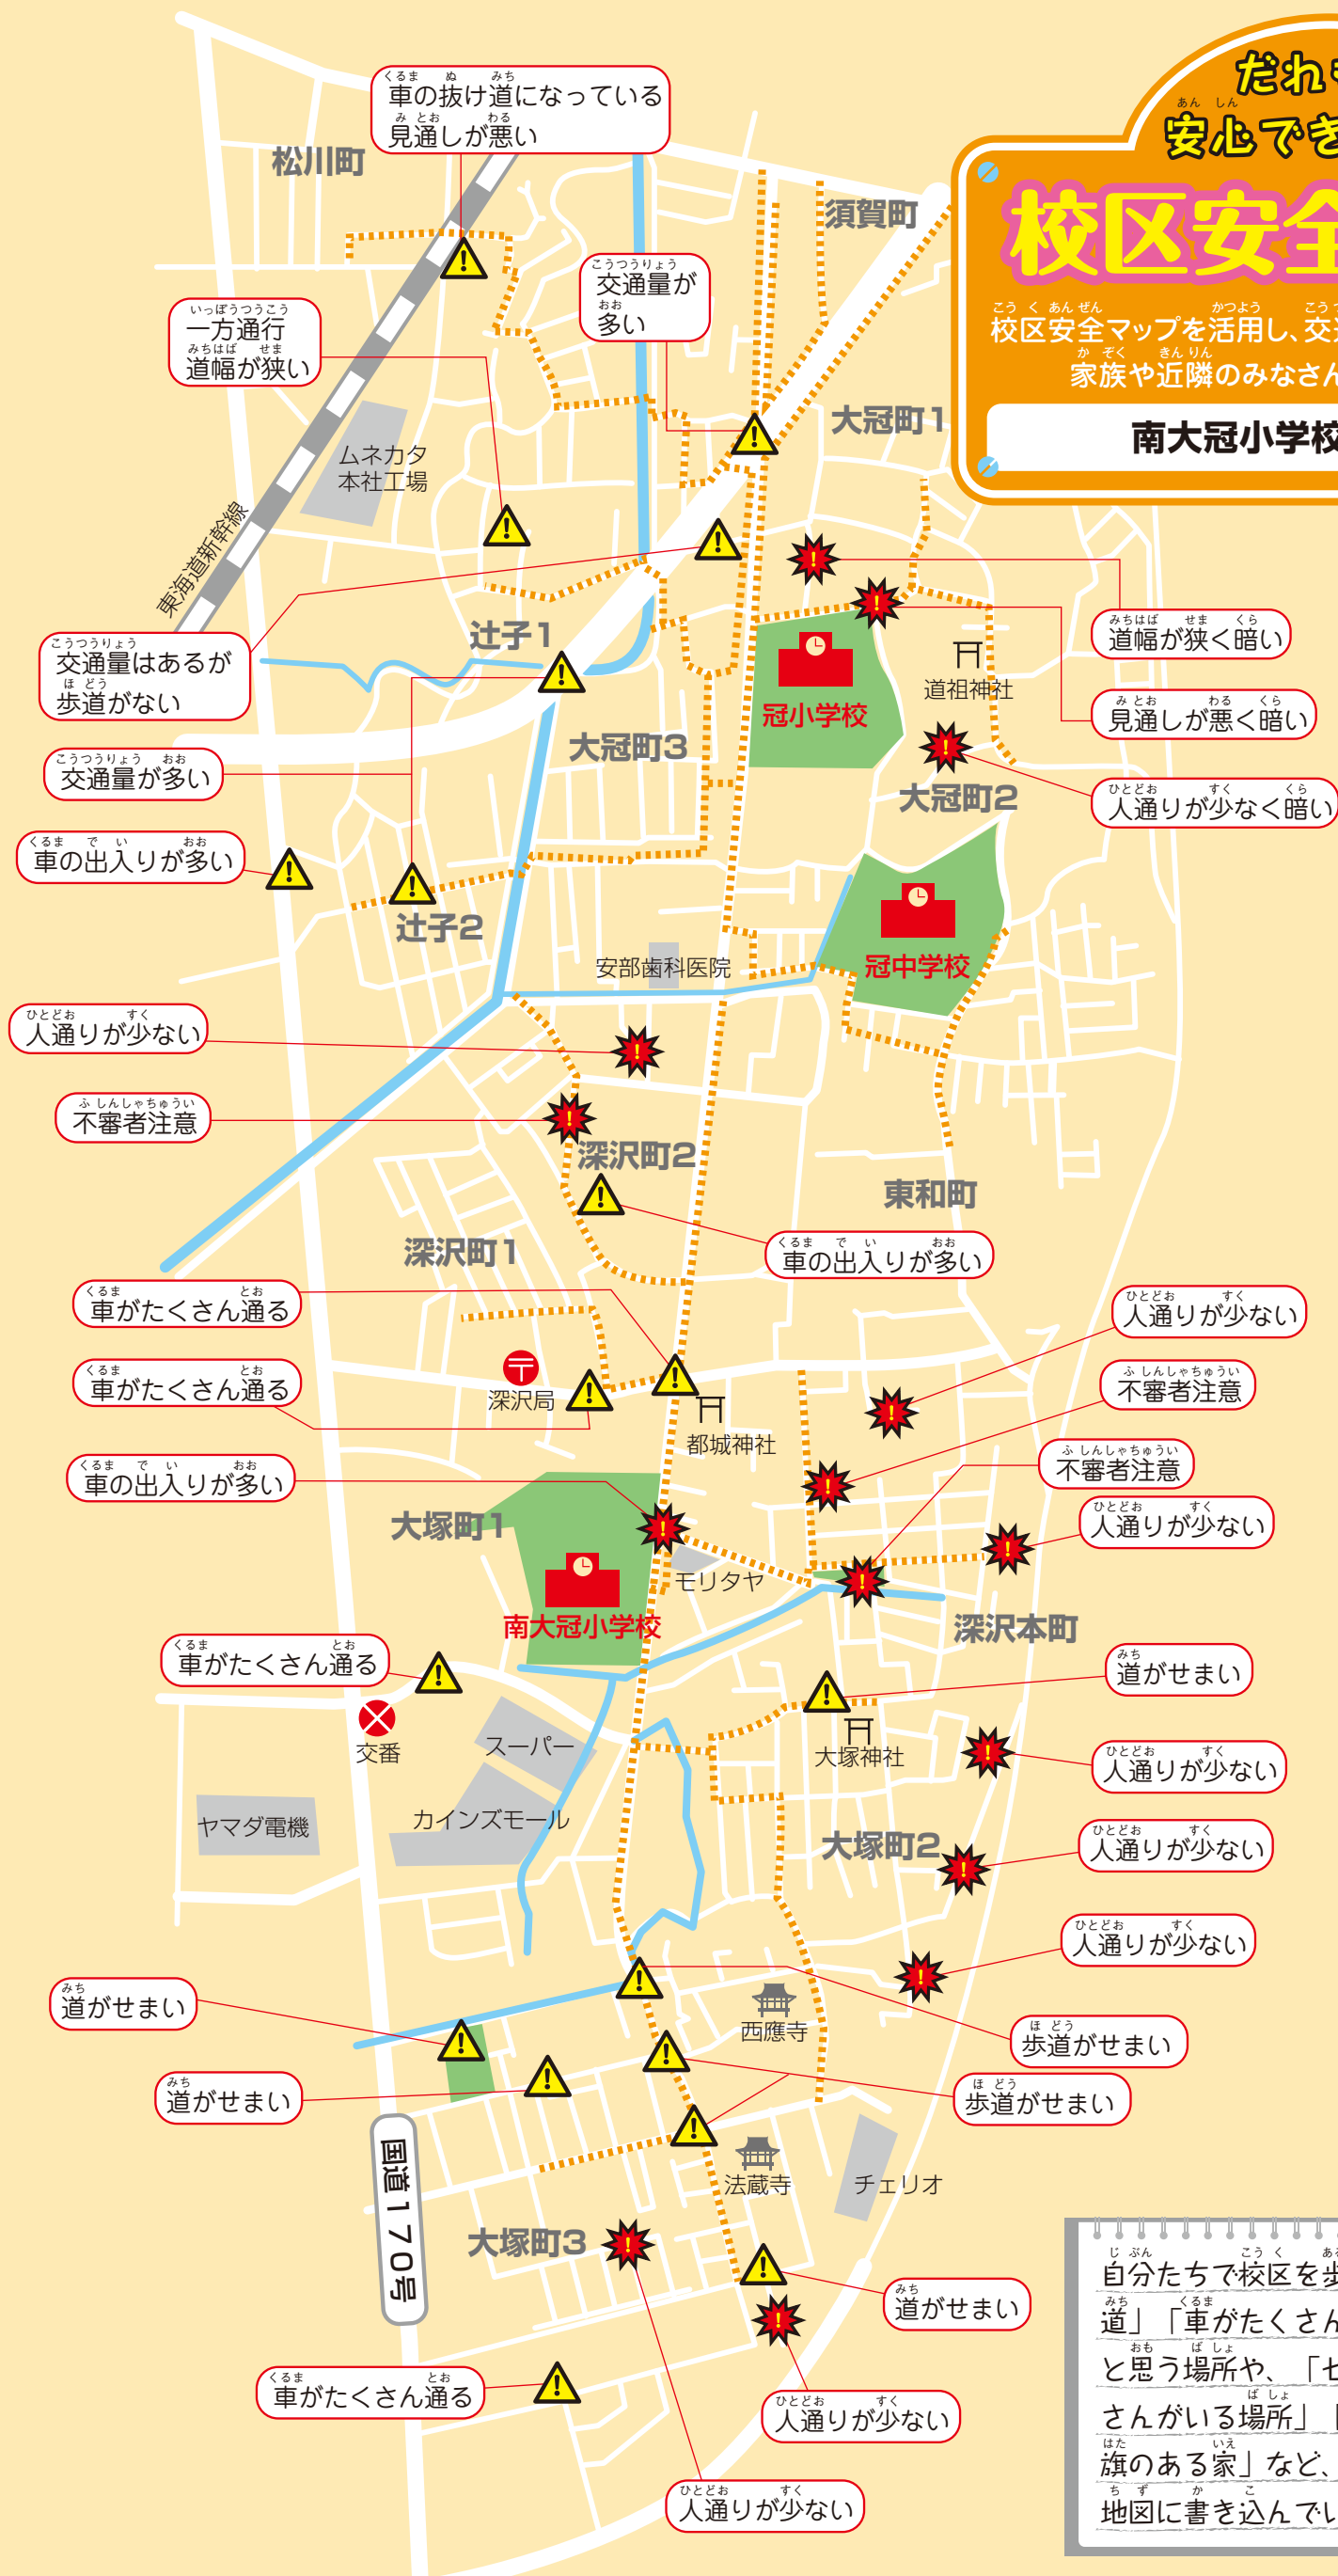 だれ
安心でき
校区安全
校区安全マップを活用し、交
家族や近隣のみなさん
南大冠小学校
車の抜け道になっている
見通しが悪い
松川町
須賀町
交通量が
多い
一方通行
道幅が狭い
大冠町1
ムネカタ
本社工場
東海道新幹線
交通量はあるが
歩道がない
辻子1
道幅が狭く暗い
道祖神社
冠小学校
見通しが悪く暗い
大冠町3
交通量が多い
大冠町2
人通りが少なく暗い
車の出入りが多い
辻子2
安部歯科医院
冠中学校
人通りが少ない
不審者注意
深沢町2
東和町
深沢町1
車の出入りが多い
車がたくさん通る
人通りが少ない
車がたくさん通る
深沢局
不審者注意
都城神社
不審者注意
車の出入りが多い
人通りが少ない
大塚町1
モリタヤ
南大冠小学校
深沢本町
車がたくさん通る
道がせまい
交番
スーパー
大塚神社
人通りが少ない
ヤマダ電機
カインズモール
大塚町2
人通りが少ない
人通りが少ない
道がせまい
西應寺
歩道がせまい
道がせまい
歩道がせまい
国道170号
法蔵寺
チェリオ
大塚町3
道がせまい
車がたくさん通る
人通りが少ない
人通りが少ない
自分たちで校区を歩
道」「車がたくさん
と思う場所や、「セ
さんがいる場所」「
旗のある家」など、
地図に書き込んでい